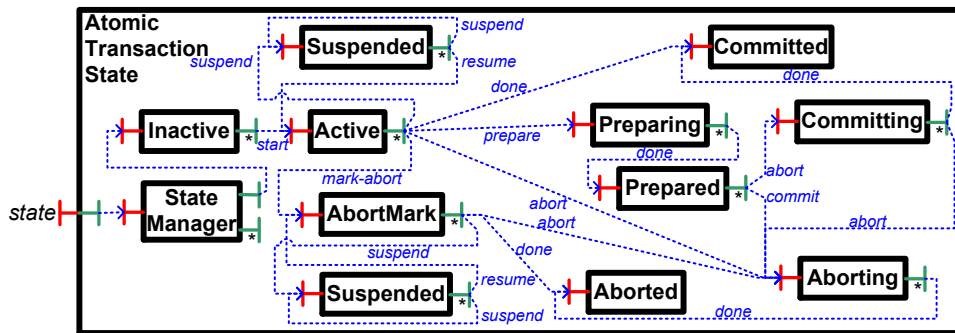 Atomic
Transaction
State
suspend
Suspended
*
suspend
resume
suspend
Committed
done
done
Inactive
*
start
Active
*
prepare
Preparing
*
done
Committing
*
mark-abort
Prepared
*
abort
commit
state
State
Manager
*
AbortMark
*
abort
abort
abort
suspend
done
Suspended
*
resume
suspend
Aborted
done
Aborting
*